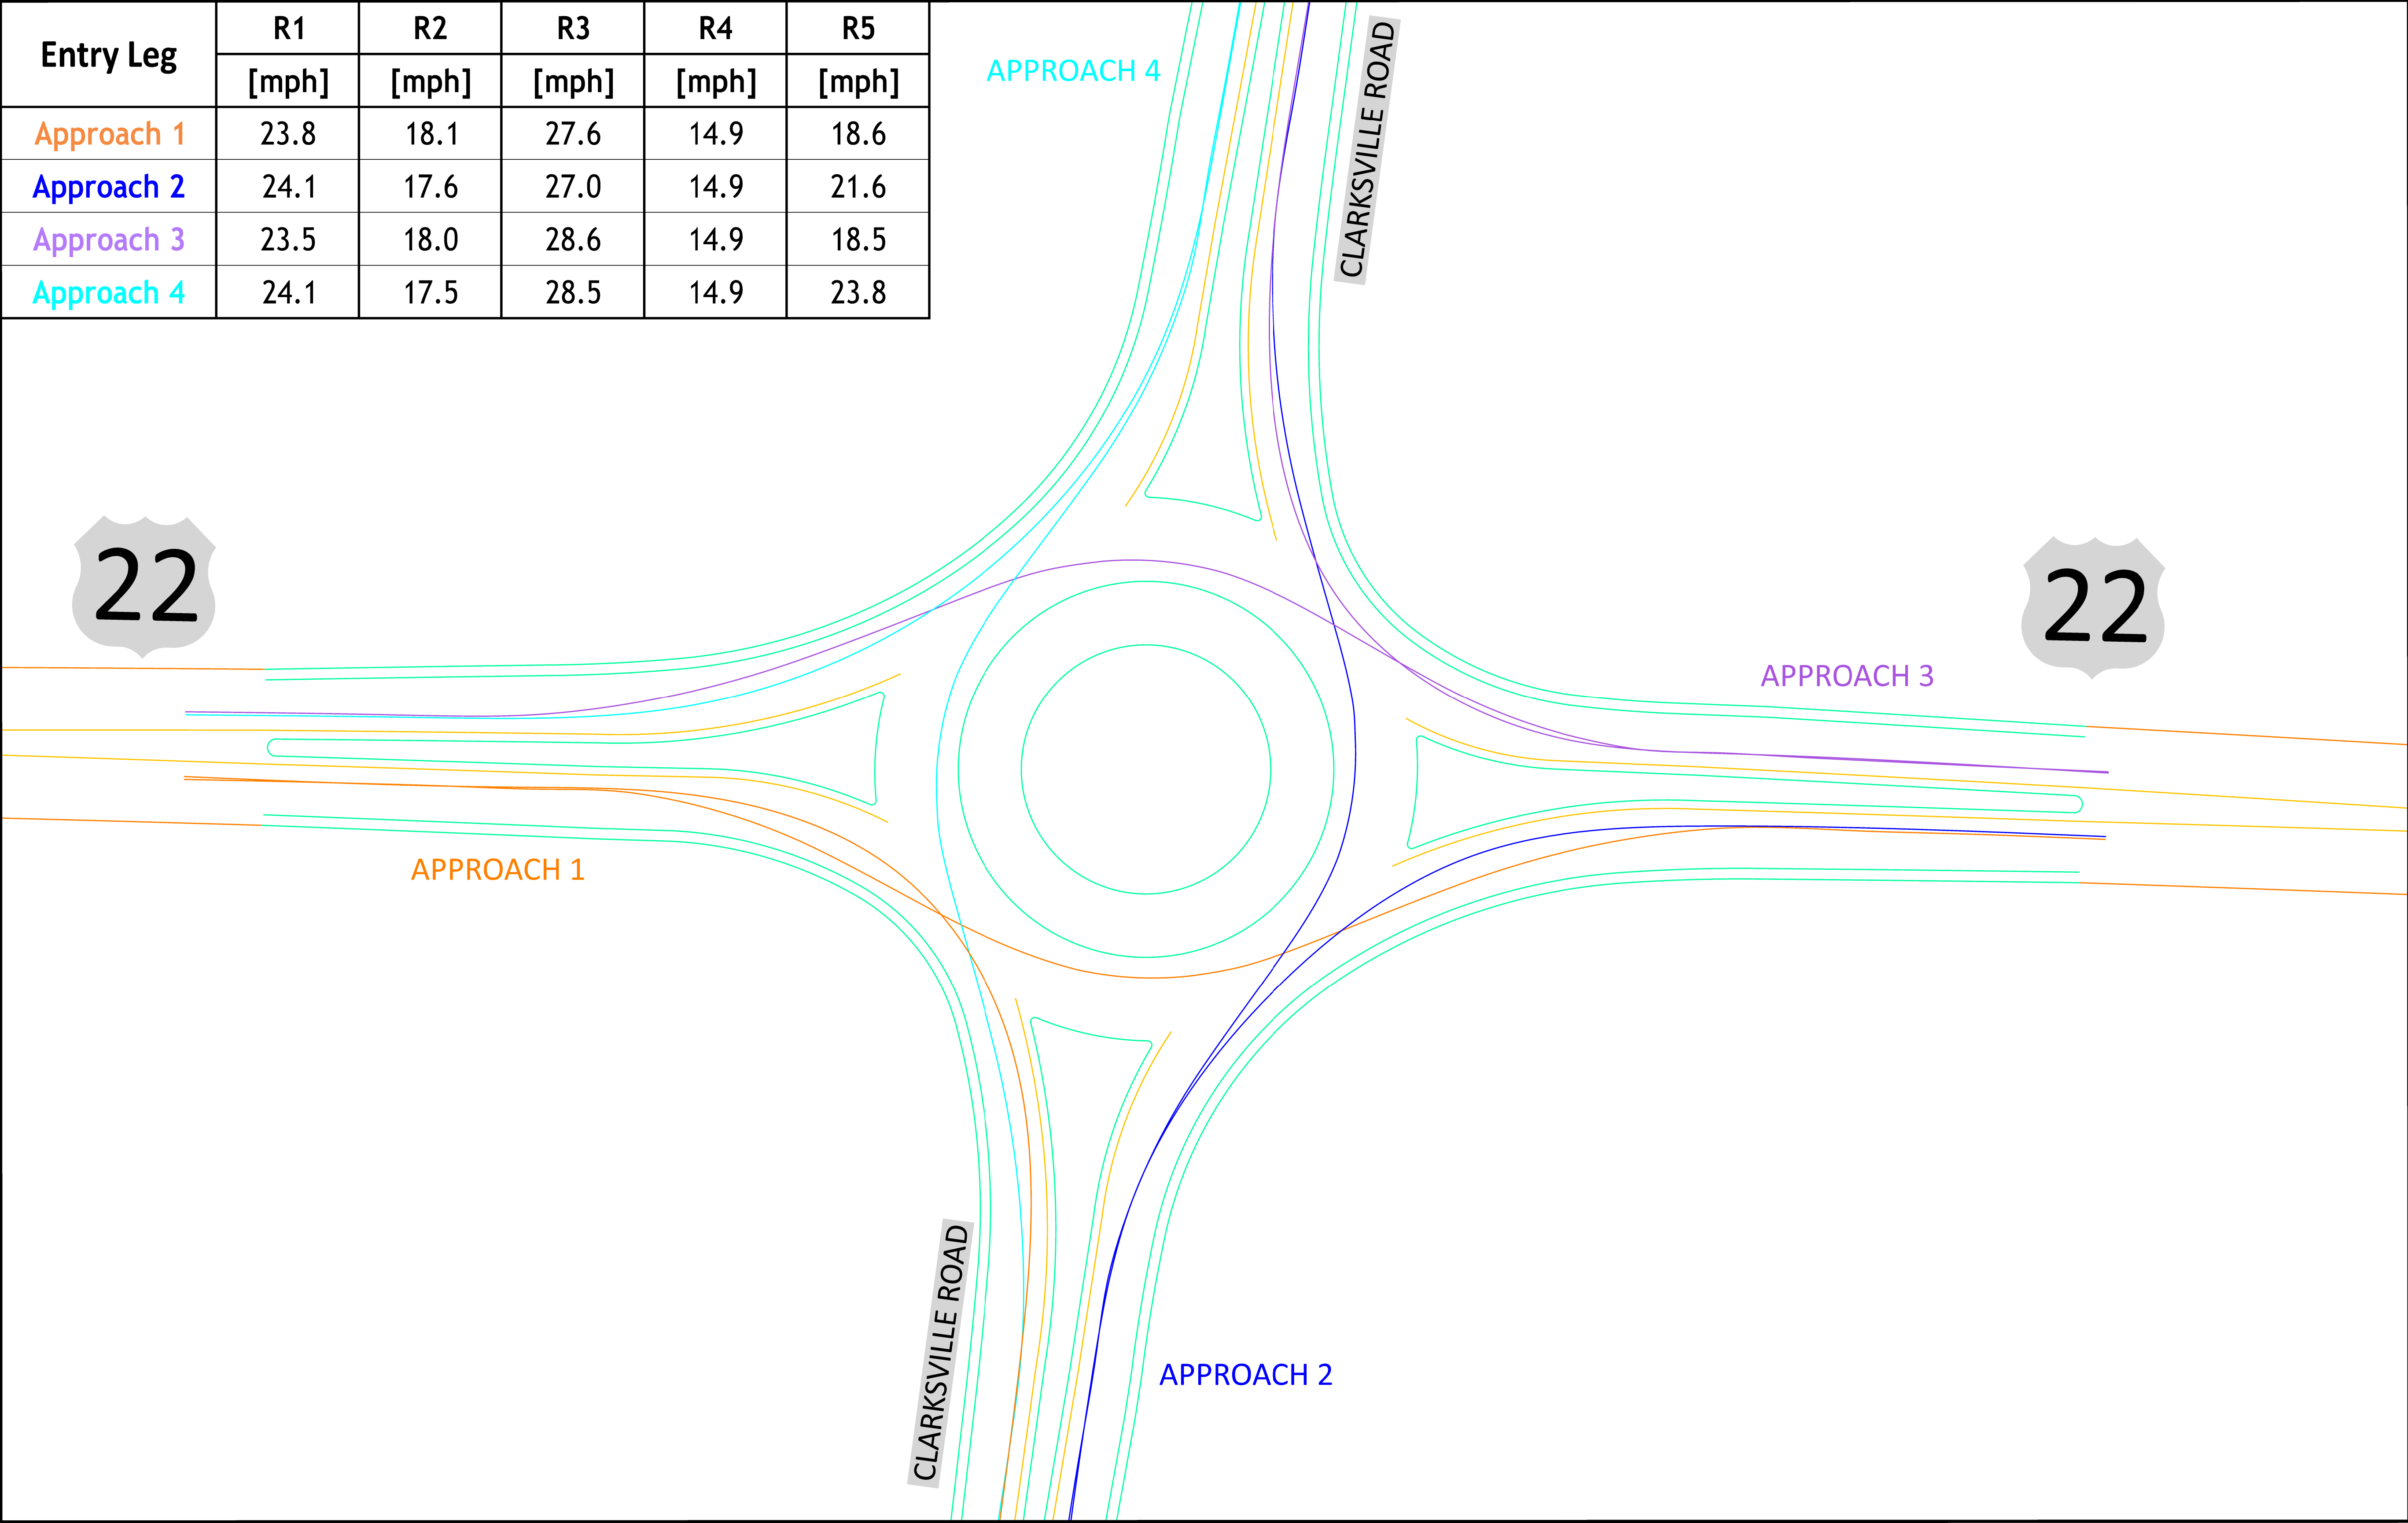 Entry Leg R1 R2 R3 R4 R5
[mph] [mph] [mph] [mph] [mph]
Approach 1 23.8 18.1 27.6 14.9 18.6
Approach 2 24.1 17.6 27.0 14.9 21.6
Approach 3 23.5 18.0 28.6 14.9 18.5
Approach 4 24.1 17.5 28.5 14.9 23.8
APPROACH 4
CLARKSVILLE ROAD
22
22
APPROACH 3
APPROACH 1
CLARKSVILLE ROAD
APPROACH 2